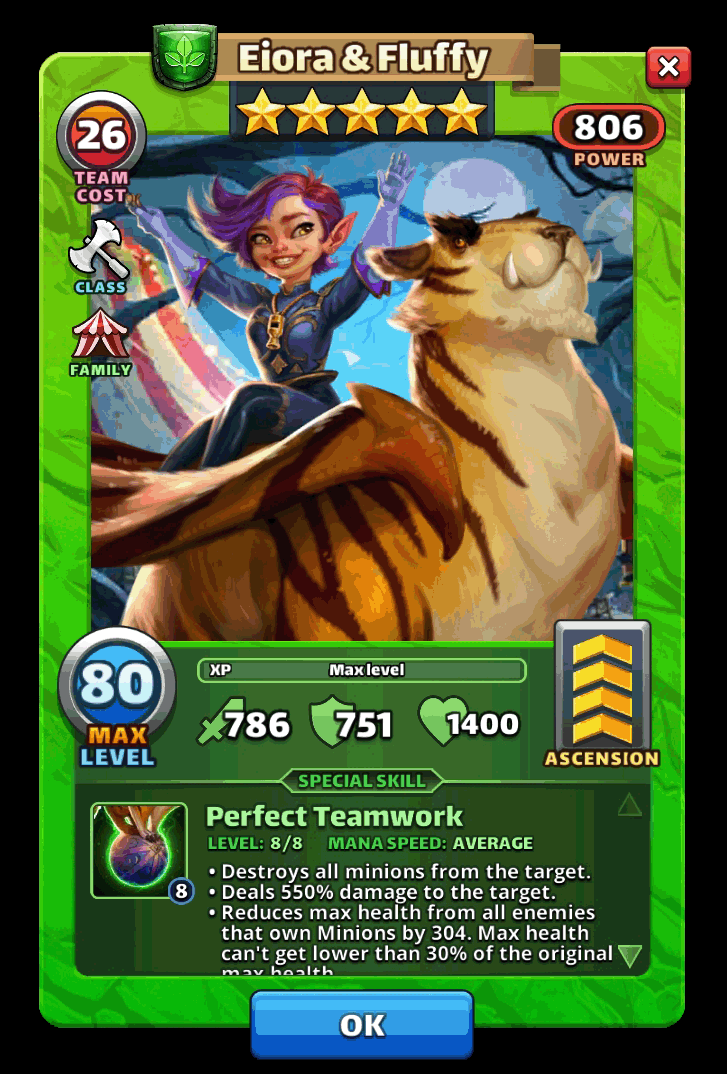 Eiora & Fluffy
26
TEAM
COST
806
POWER
CLASS
FAMILY
80
MAX
LEVEL
XP
Max level
786
751
1400
ASCENSION
SPECIAL SKILL
Perfect Teamwork
LEVEL: 8/8 MANA SPEED: AVERAGE
8
• Destroys all minions from the target.
• Deals 550% damage to the target.
• Reduces max health from all enemies
that own Minions by 304. Max health
can't get lower than 30% of the original
max health.
OK